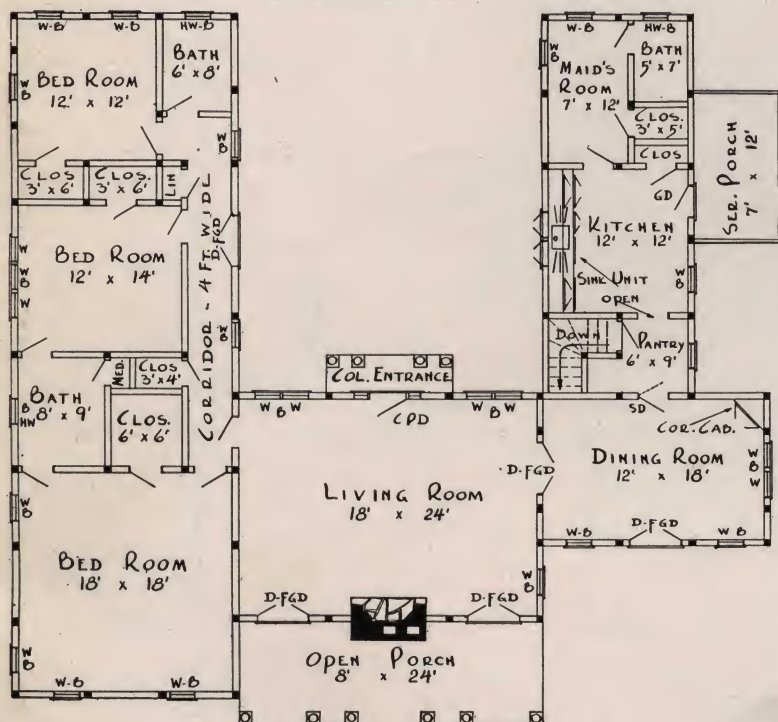 W-B
W-B
HW-B
BATH
6' x 8'
BED ROOM
12' x 12'
W
B
W
B
CLOS
3' x 6'
CLOS.
3' x 6'
LIN
BED ROOM
12' x 14'
W
B
W
D-FGD
CORRIDOR - 4 FT. WIDE
W
B
BATH
8' x 9'
B
HW
MED.
CLOS
3' x 4'
CLOS.
6' x 6'
BED ROOM
18' x 18'
W
B
W
B
W-B
W-B
COL. ENTRANCE
W B W
W B W
CPD
LIVING ROOM
18' x 24'
D-FGD
D-FGD
D-FGD
W
B
OPEN PORCH
8' x 24'
W-B
HW-B
W
B
MAID'S
ROOM
7' x 12'
BATH
5' x 7'
CLOS.
3' x 5'
CLOS
SER. PORCH
7' x 12'
GD
KITCHEN
12' x 12'
W
B
SINK UNIT
OPEN
DOWN
PANTRY
6' x 9'
W
B
SD
COR. CAB.
DINING ROOM
12' x 18'
W
B
W
W-B
D-FGD
W B